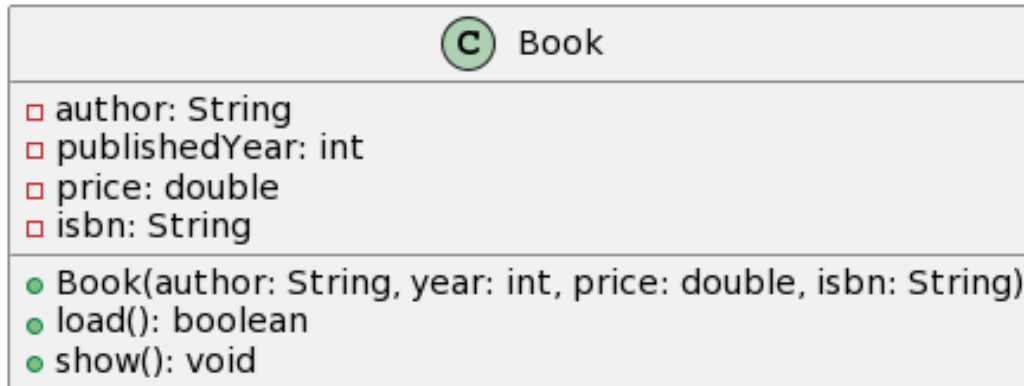 C Book
author: String
publishedYear: int
price: double
isbn: String
Book(author: String, year: int, price: double, isbn: String)
load(): boolean
show(): void